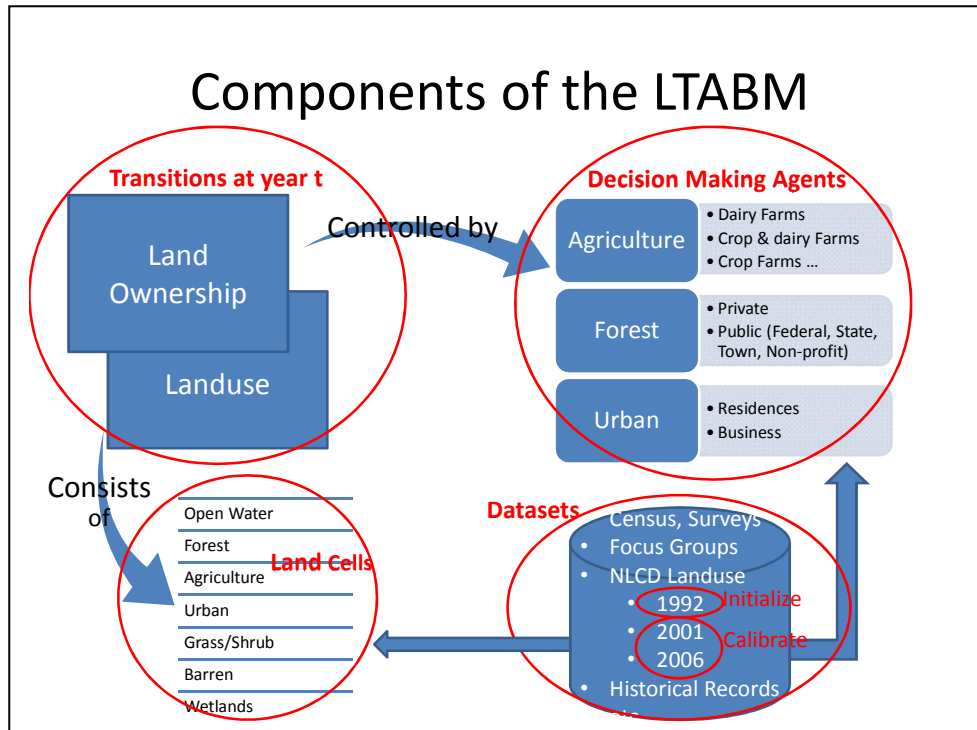 Components of the LTABM
Transitions at year t
Land
Ownership
Landuse
Controlled by
Decision Making Agents
Agriculture
• Dairy Farms
• Crop & dairy Farms
• Crop Farms …
Forest
• Private
• Public (Federal, State,
Town, Non-profit)
Urban
• Residences
• Business
Consists
of
Land Cells
Open Water
Forest
Agriculture
Urban
Grass/Shrub
Barren
Wetlands
Datasets
Census, Surveys
• Focus Groups
• NLCD Landuse
• 1992 Initialize
• 2001
Calibrate
• 2006
• Historical Records